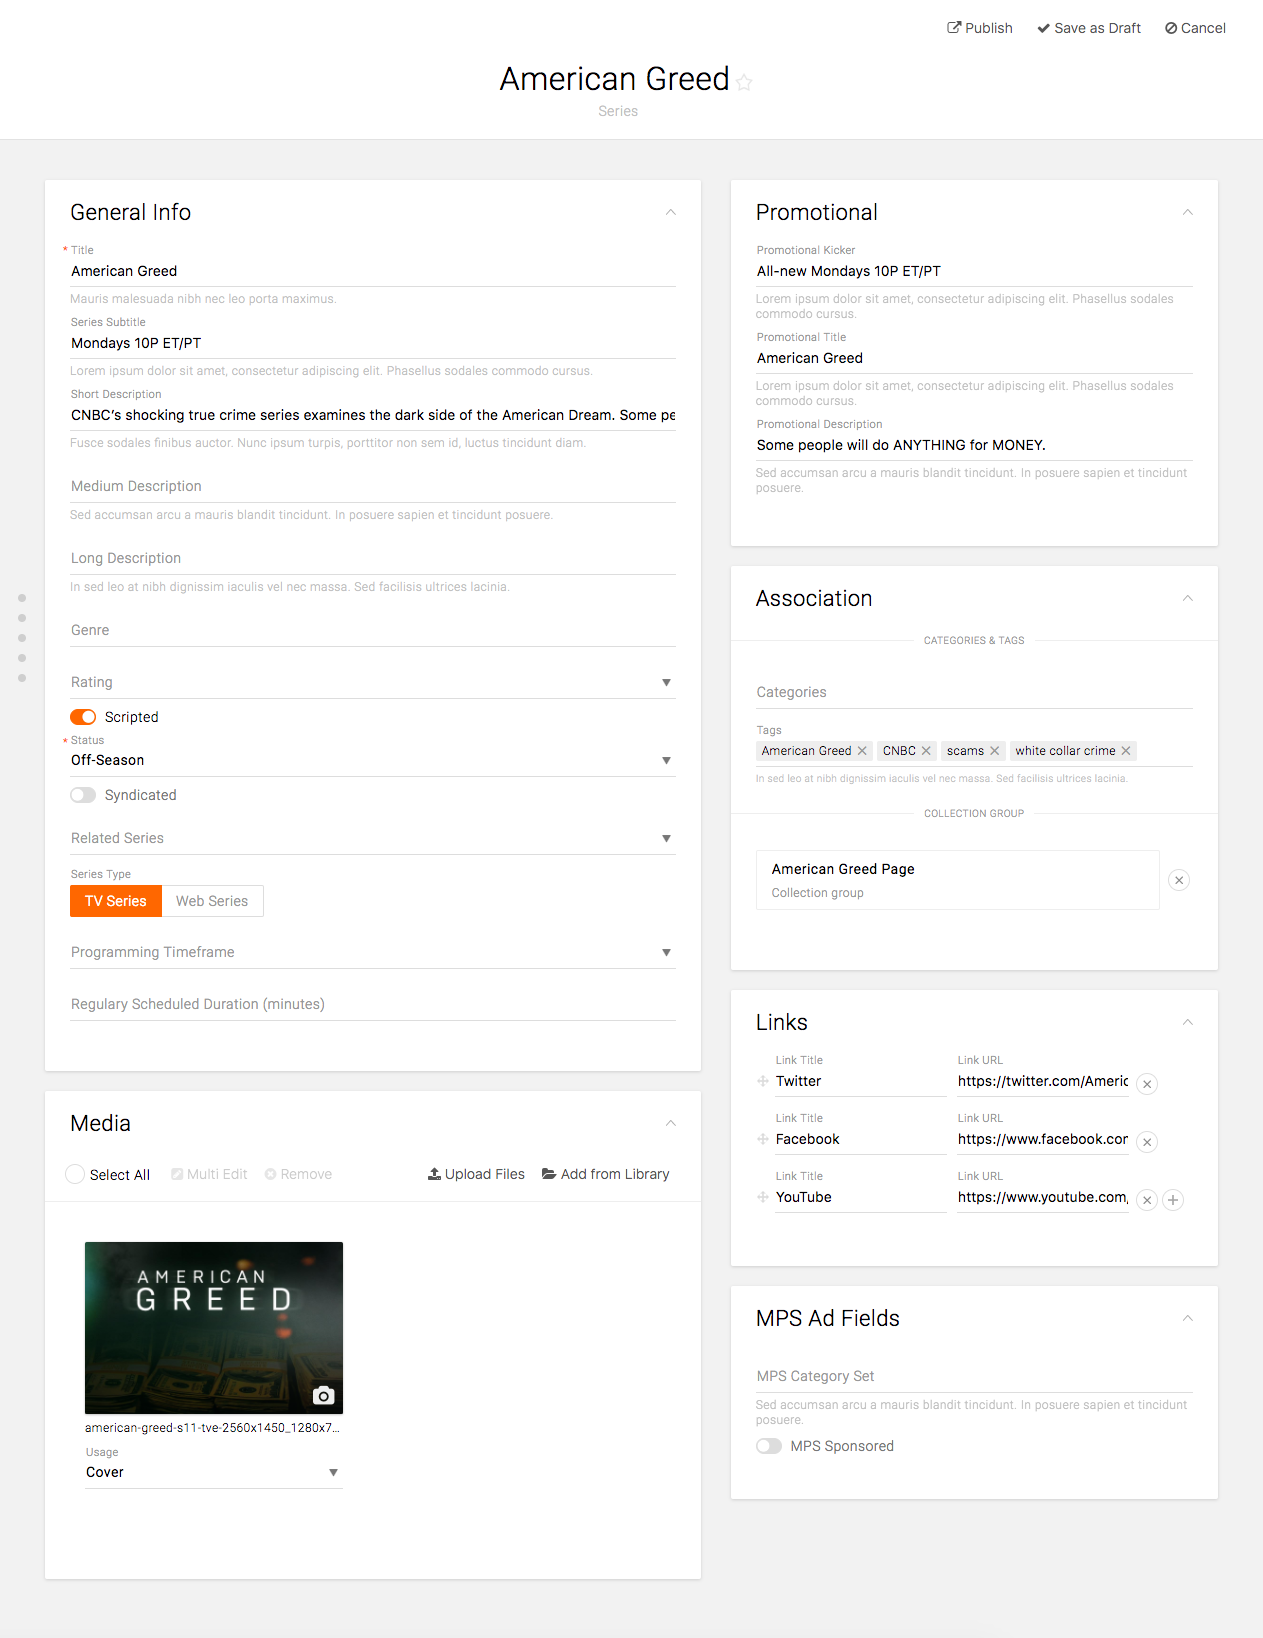 Publish
Save as Draft
Cancel
American Greed
Series
General Info
* Title
American Greed
Mauris malesuada nibh nec leo porta maximus.
Series Subtitle
Mondays 10P ET/PT
Lorem ipsum dolor sit amet, consectetur adipiscing elit. Phasellus sodales commodo cursus.
Short Description
CNBC's shocking true crime series examines the dark side of the American Dream. Some pe
Fusce sodales finibus auctor. Nunc ipsum turpis, porttitor non sem id, luctus tincidunt diam.
Medium Description
Sed accumsan arcu a mauris blandit tincidunt. In posuere sapien et tincidunt posuere.
Long Description
In sed leo at nibh dignissim iaculis vel nec massa. Sed facilisis ultrices lacinia.
Genre
Rating
Scripted
* Status
Off-Season
Syndicated
Related Series
Series Type
TV Series
Web Series
Programming Timeframe
Regulary Scheduled Duration (minutes)
Media
Select All
Multi Edit
Remove
Upload Files
Add from Library
AMERICAN
GREED
american-greed-s11-tve-2560x1450_1280x7...
Usage
Cover
Promotional
Promotional Kicker
All-new Mondays 10P ET/PT
Lorem ipsum dolor sit amet, consectetur adipiscing elit. Phasellus sodales
commodo cursus.
Promotional Title
American Greed
Lorem ipsum dolor sit amet, consectetur adipiscing elit. Phasellus sodales
commodo cursus.
Promotional Description
Some people will do ANYTHING for MONEY.
Sed accumsan arcu a mauris blandit tincidunt. In posuere sapien et tincidunt
posuere.
Association
CATEGORIES & TAGS
Categories
Tags
American Greed
CNBC
scams
white collar crime
In sed leo at nibh dignissim iaculis vel nec massa. Sed facilisis ultrices lacinia.
COLLECTION GROUP
American Greed Page
Collection group
Links
Link Title
Link URL
Twitter
https://twitter.com/Americ
Link Title
Link URL
Facebook
https://www.facebook.con
Link Title
Link URL
YouTube
https://www.youtube.com,
MPS Ad Fields
MPS Category Set
Sed accumsan arcu a mauris blandit tincidunt. In posuere sapien et tincidunt
posuere.
MPS Sponsored